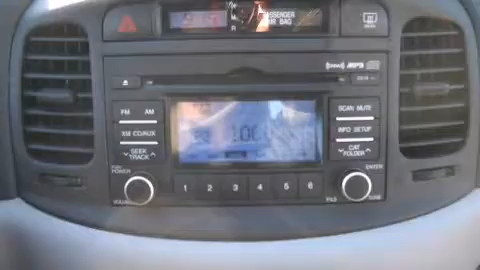 PASSENGER
AIR BAG
MP3
FM AM
SCAN MUTE
XM CD/AUX
INFO SETUP
SEEK
TRACK
CAT
FOLDER
POWER
ENTER
1 2 3 4 5 6
VOLUME
FILE
TUNE